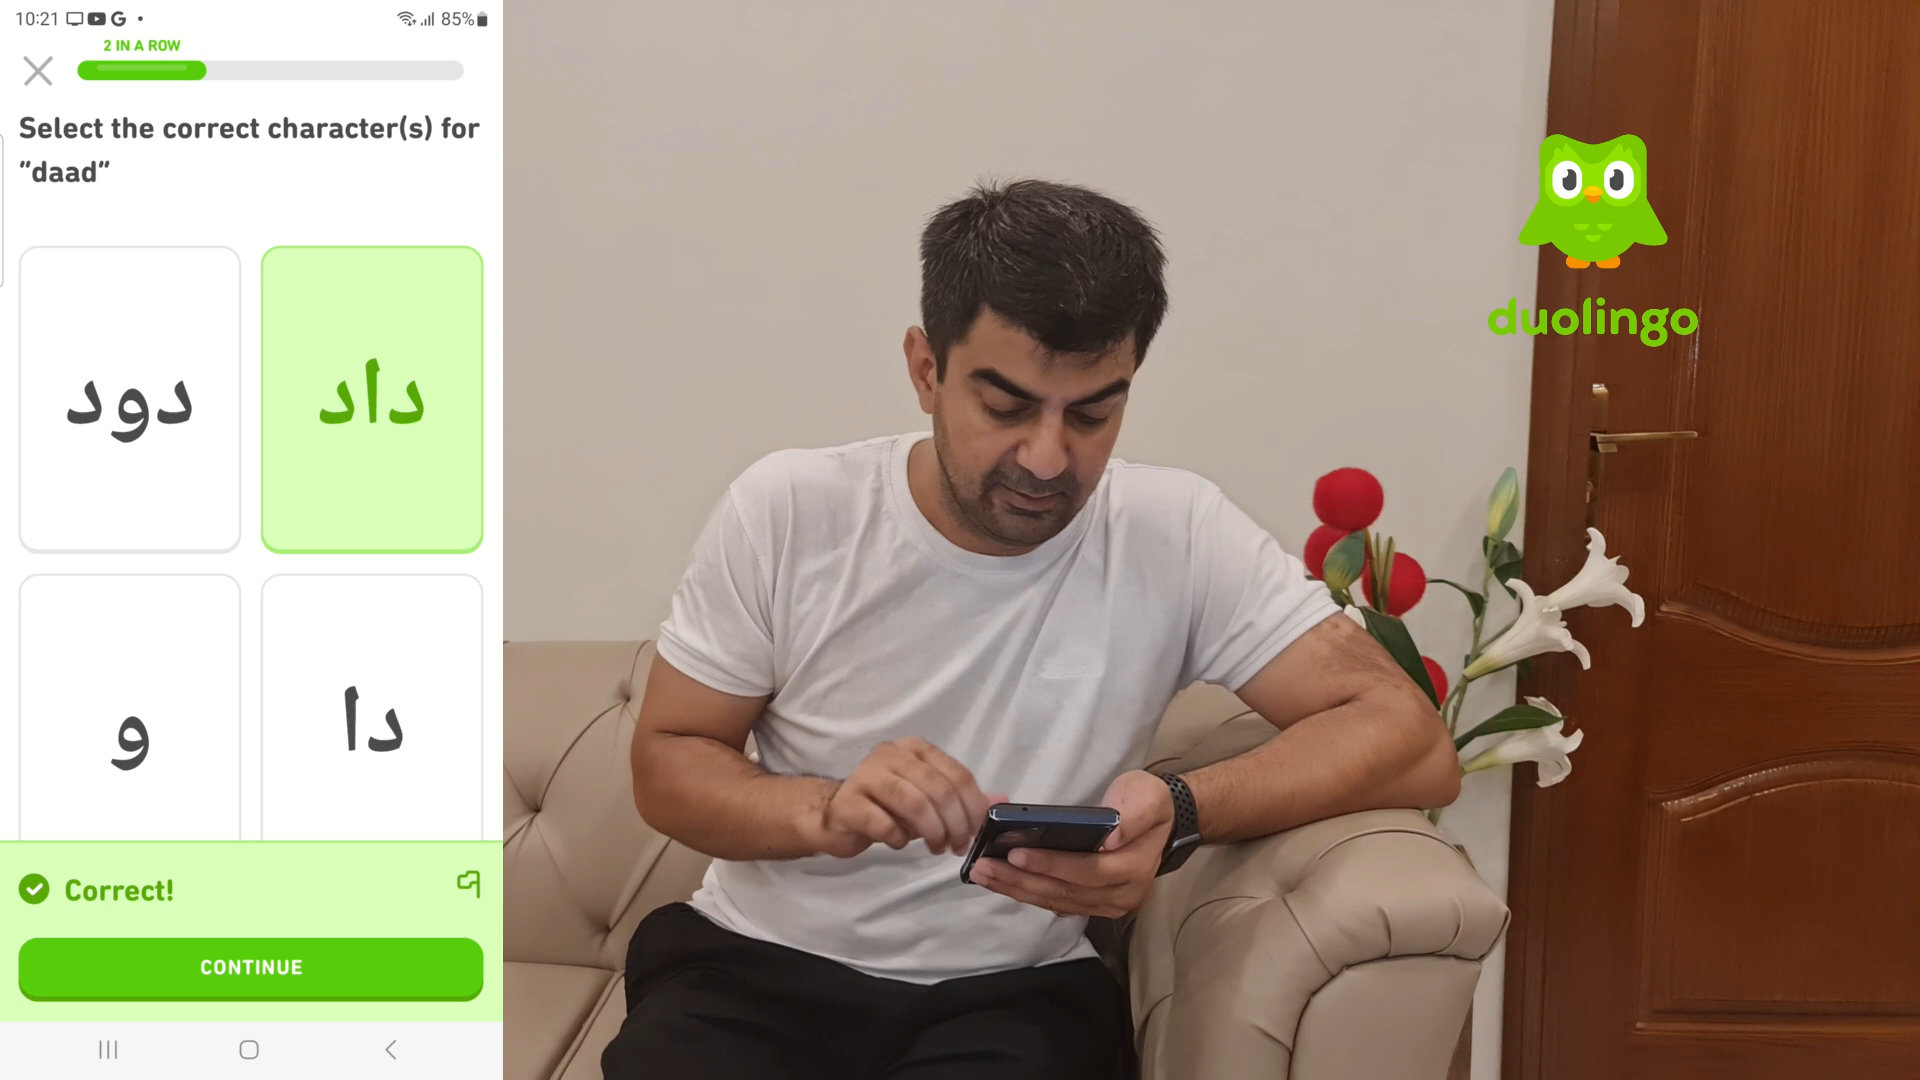 10:21
85%
2 IN A ROW
Select the correct character(s) for
"daad"
دود
داد
و
دا
Correct!
CONTINUE
duolingo